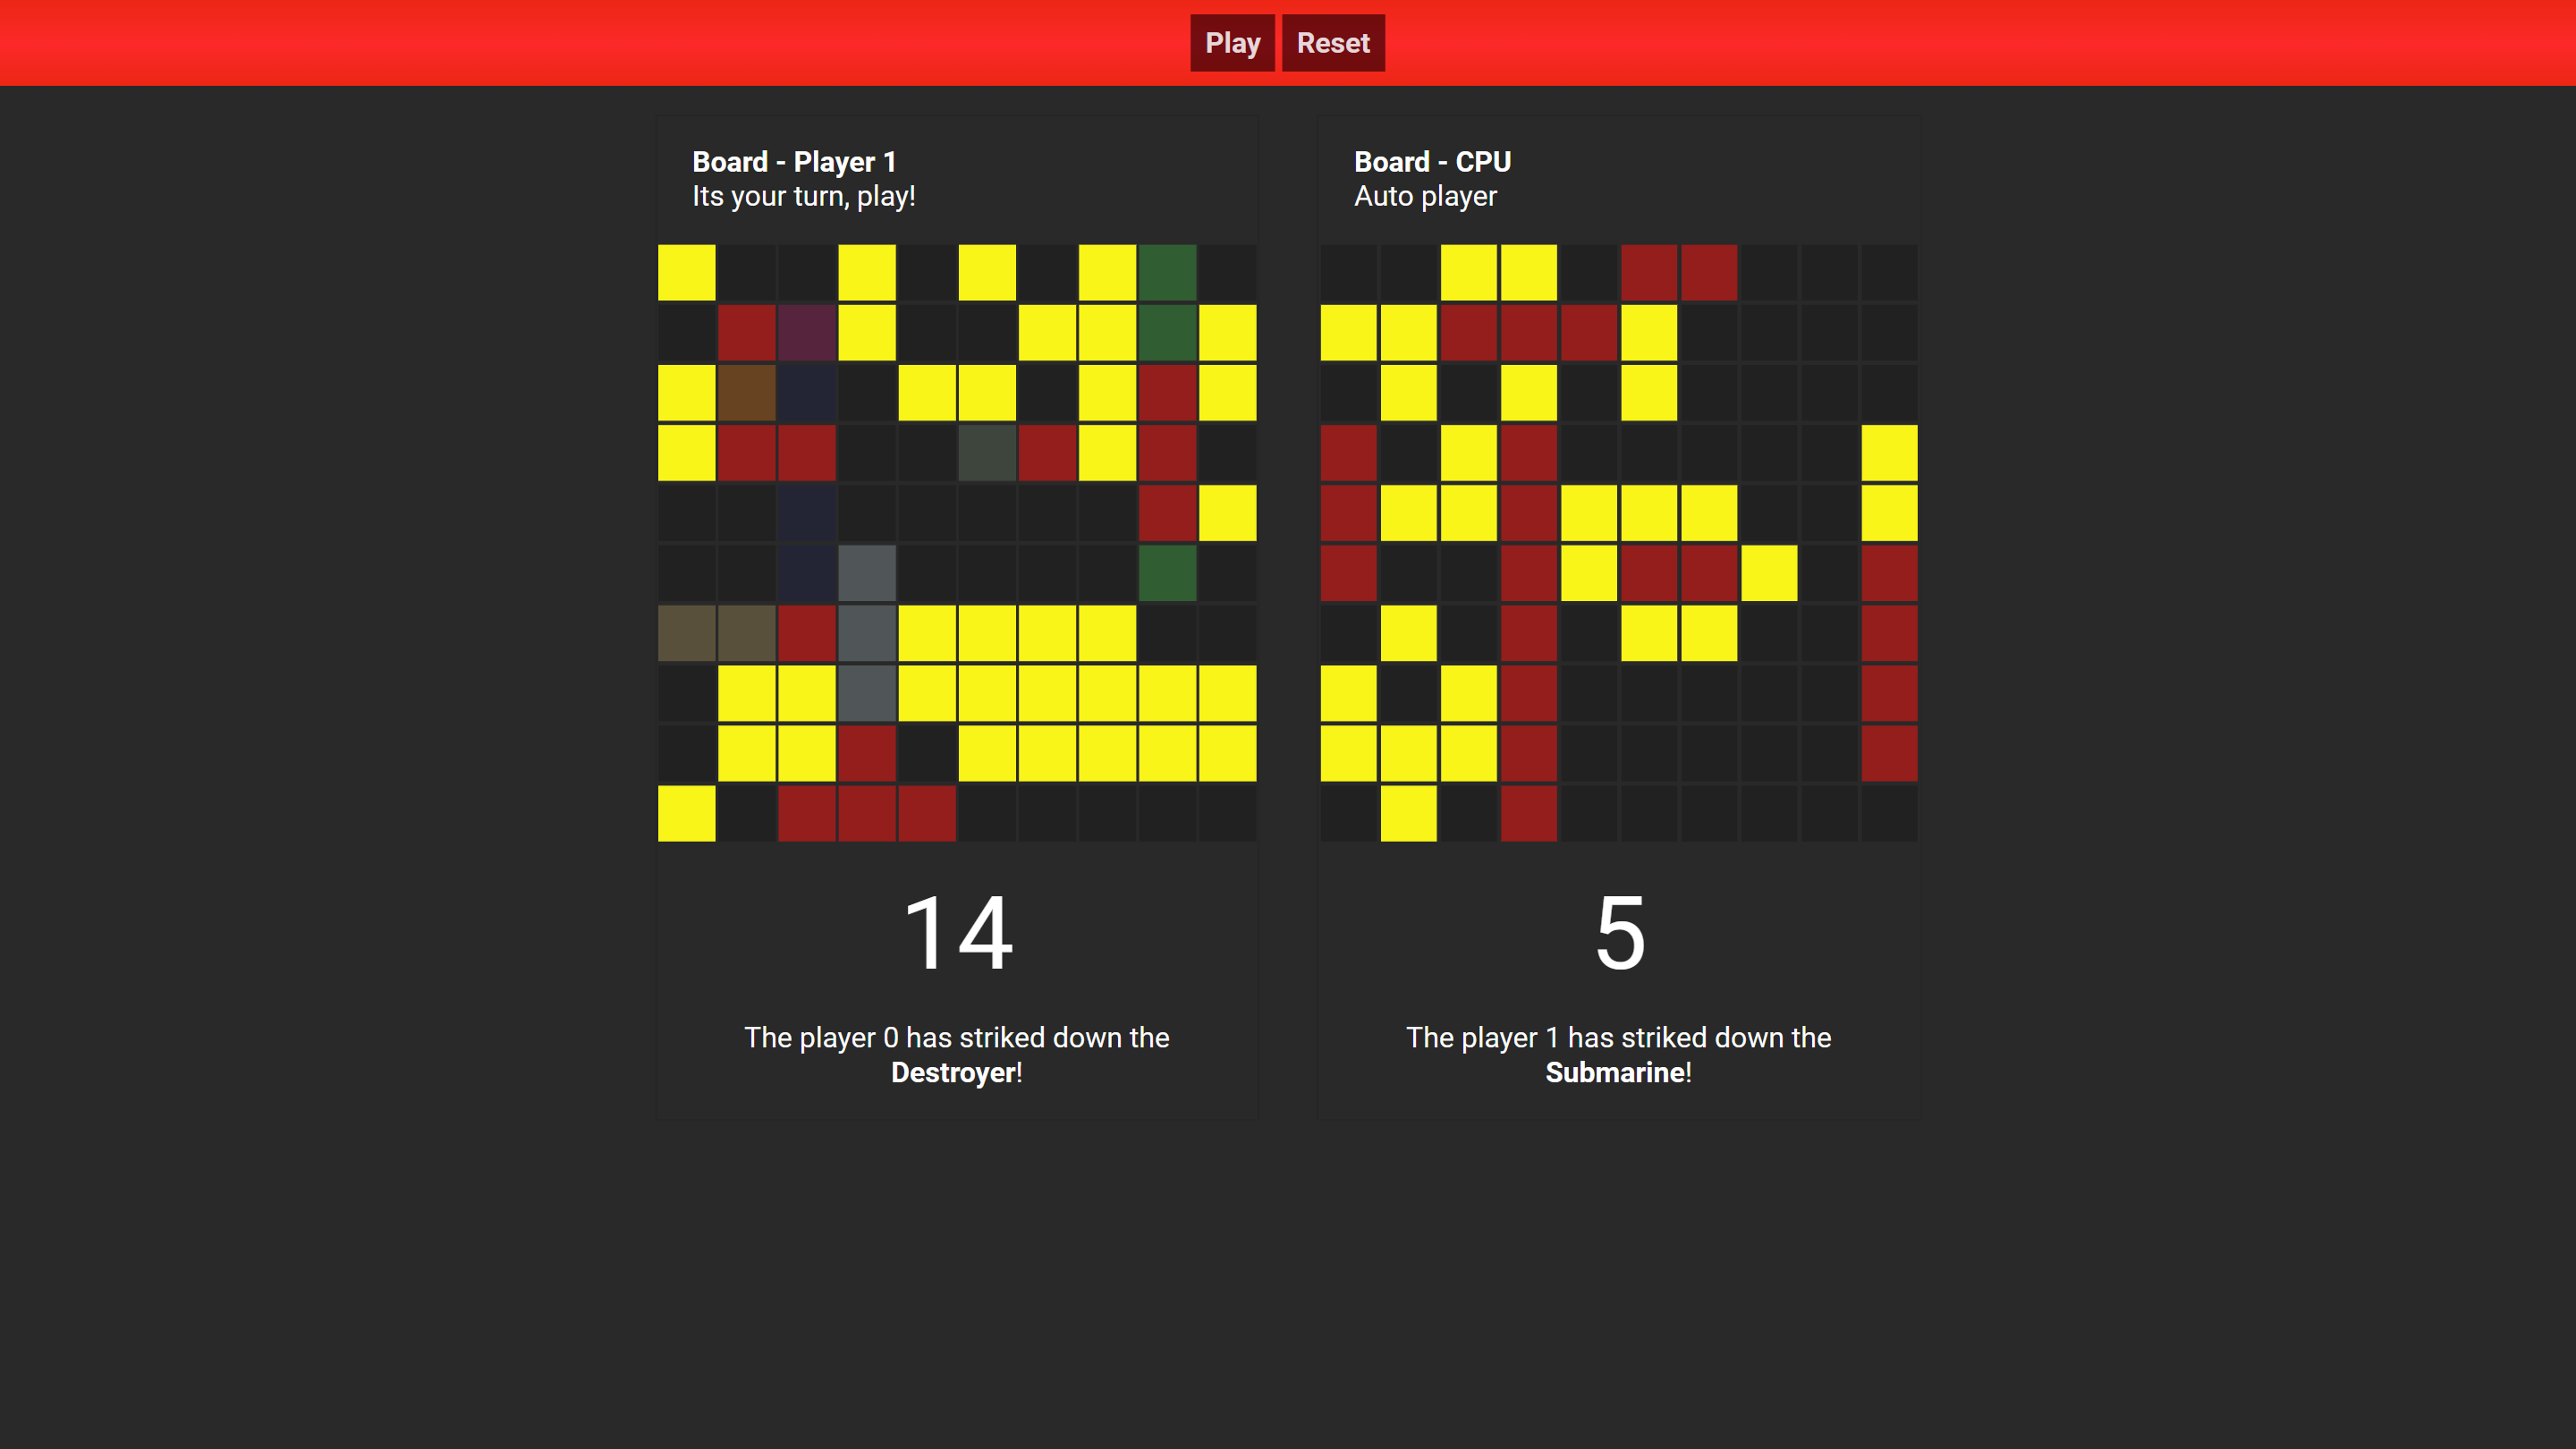 Play Reset
Board - Player 1
Its your turn, play!
Board - CPU
Auto player
14
The player 0 has striked down the
Destroyer!
5
The player 1 has striked down the
Submarine!